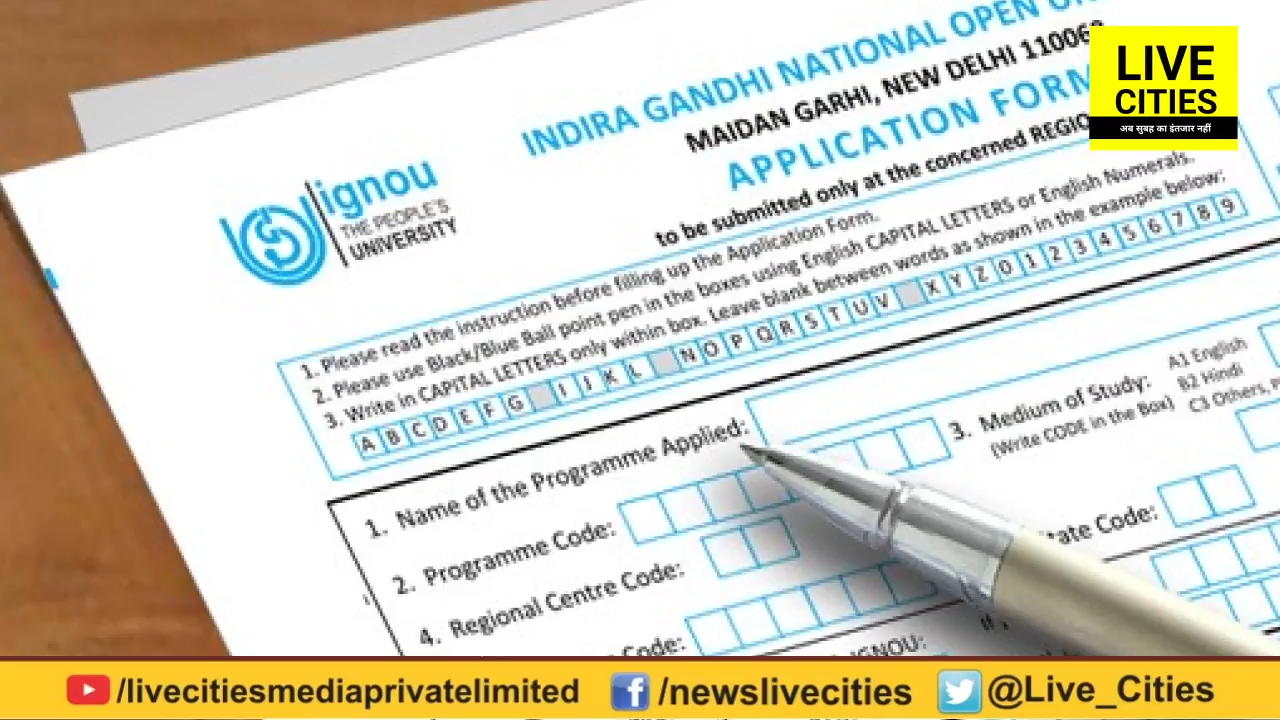 INDIRA GANDHI NATIONAL OPEN
MAIDAN GARHI, NEW DELHI 110068
APPLICATION FORM
to be submitted only at the concerned
ignou
THE PEOPLE'S
UNIVERSITY
LIVE
CITIES
अब सुबह का इंतजार नहीं
1. Please read the instruction before filling up the Application Form.
2. Please use Black/Blue Ball point pen in the boxes using English CAPITAL LETTERS or English Numerals.
3. Write in CAPITAL LETTERS only within box. Leave blank between words as shown in the example below:
A B C D E F G I J K L N O P Q R S T U V X Y Z 0 1 2 3 4 5 6 7 8 9
1. Name of the Programme Applied:
2. Programme Code:
3. Medium of Study:
(Write CODE in the Box)
A1 English
B2 Hindi
C3 Others,
4. Regional Centre Code:
Code:
Code:
IGNOU:
/livecitiesmediaprivatelimited /newslivecities @Live_Cities